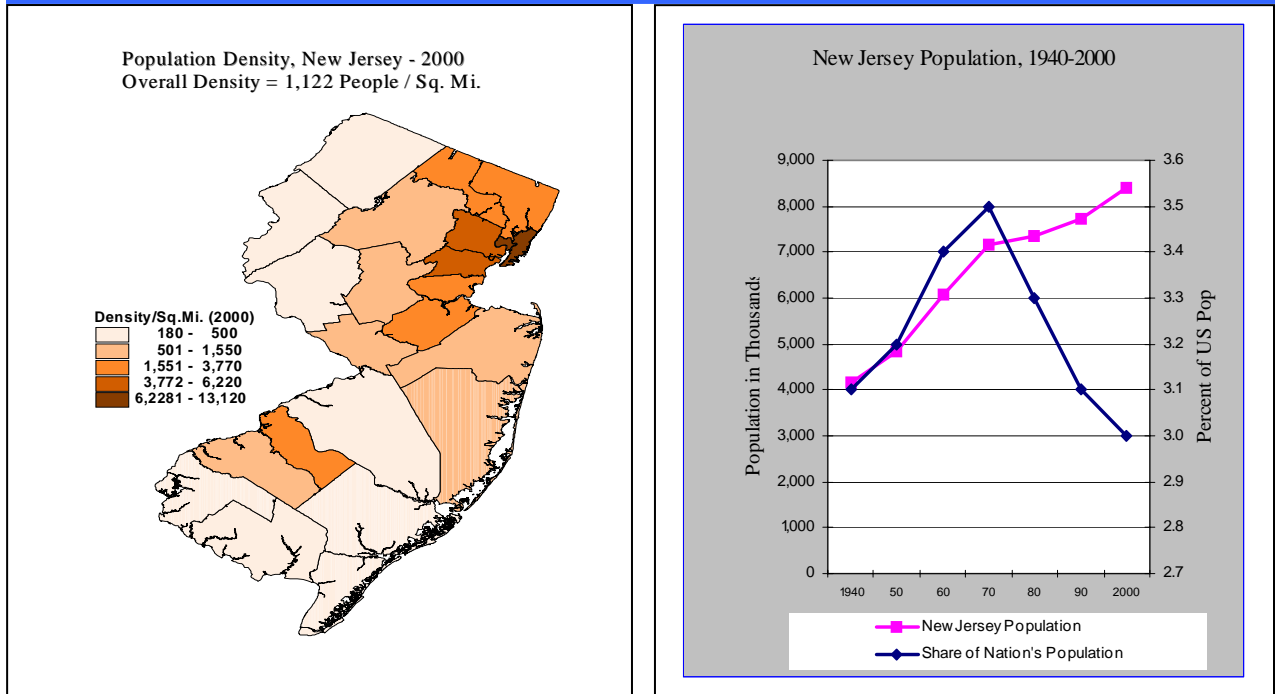 Population Density, New Jersey - 2000
Overall Density = 1,122 People / Sq. Mi.
Density/Sq.Mi. (2000)
180 - 500
501 - 1,550
1,551 - 3,770
3,772 - 6,220
6,2281 - 13,120
New Jersey Population, 1940-2000
9,000
8,000
7,000
6,000
5,000
4,000
3,000
2,000
1,000
0
Population in Thousands
3.6
3.5
3.4
3.3
3.2
3.1
3.0
2.9
2.8
2.7
Percent of US Pop
1940 50 60 70 80 90 2000
New Jersey Population
Share of Nation's Population